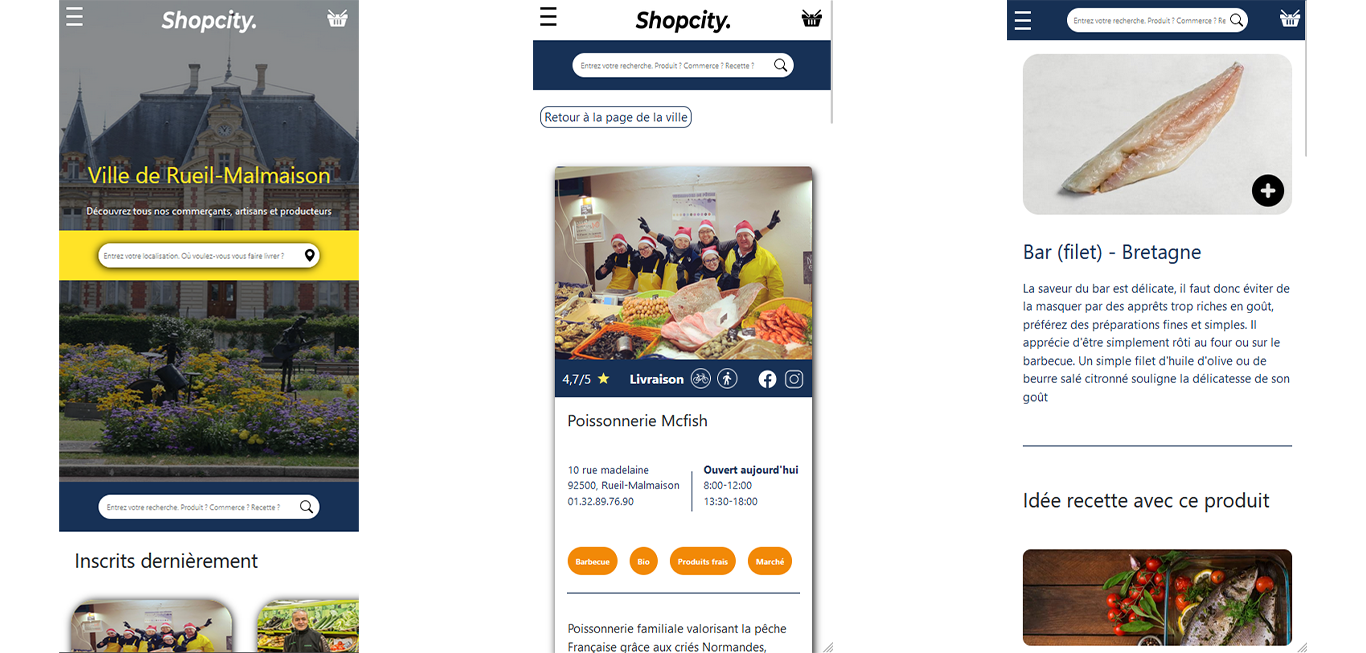 Shopcity.
Ville de Rueil-Malmaison
Découvrez tous nos commerçants, artisans et producteurs
Entrez votre localisation. Où voulez-vous vous faire livrer ?
Entrez votre recherche. Produit ? Commerce ? Recette ?
Inscrits dernièrement
Shopcity.
Entrez votre recherche. Produit ? Commerce ? Recette ?
Retour à la page de la ville
4,7/5
Livraison
Poissonnerie Mcfish
10 rue madelaine
92500, Rueil-Malmaison
01.32.89.76.90
Ouvert aujourd'hui
8:00-12:00
13:30-18:00
Barbecue
Bio
Produits frais
Marché
Poissonnerie familiale valorisant la pêche
Française grâce aux criés Normandes,
Entrez votre recherche. Produit ? Commerce ? Re
Bar (filet) - Bretagne
La saveur du bar est délicate, il faut donc éviter de
la masquer par des apprêts trop riches en goût,
préférez des préparations fines et simples. Il
apprécie d'être simplement rôti au four ou sur le
barbecue. Un simple filet d'huile d'olive ou de
beurre salé citronné souligne la délicatesse de son
goût
Idée recette avec ce produit